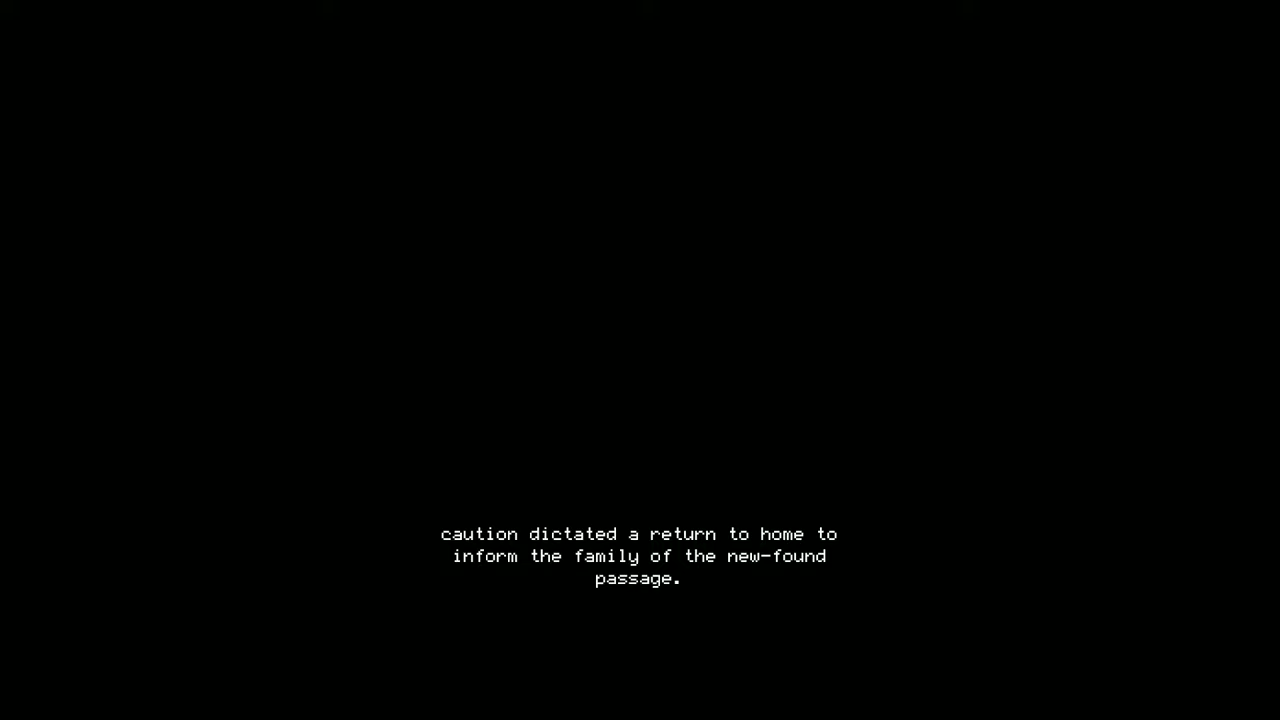 caution dictated a return to home to
inform the family of the new-found
passage.